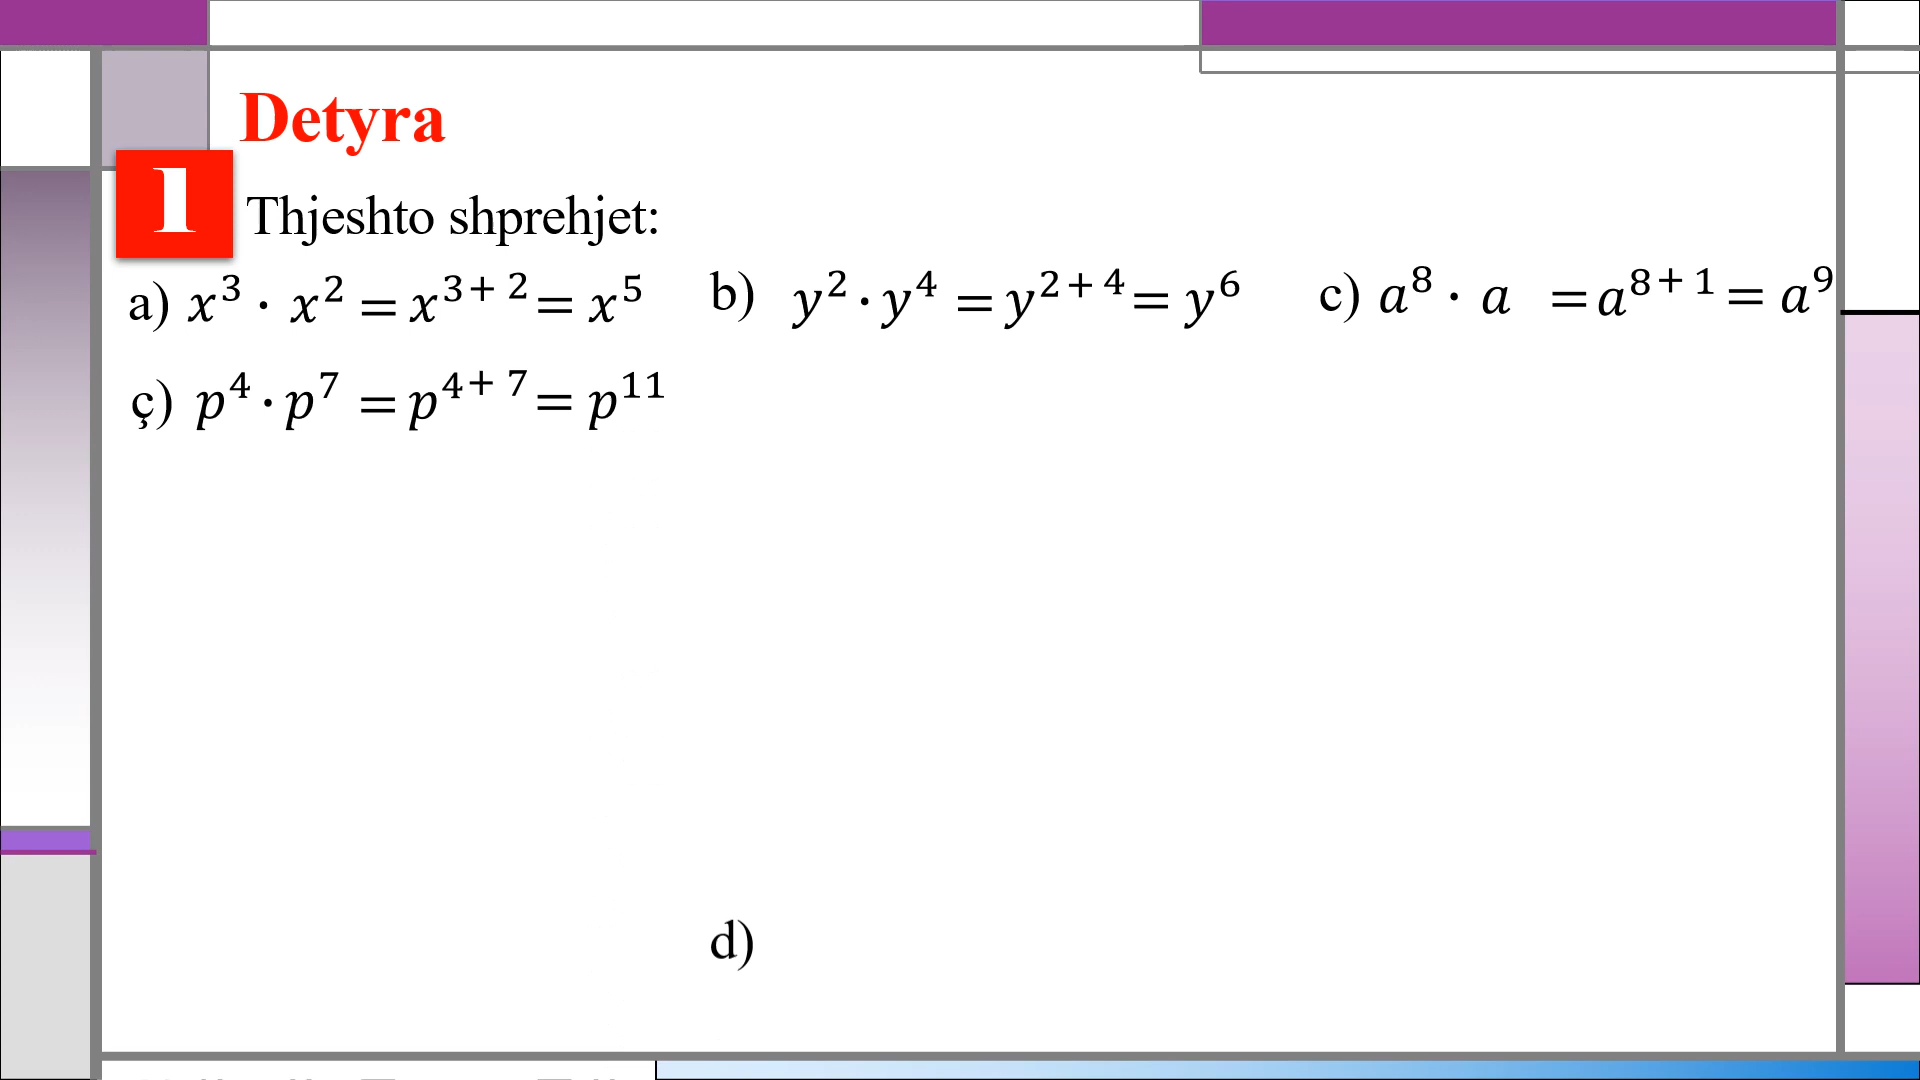 Detyra
1
Thjeshto shprehjet:
a) x³ · x² = x³⁺² = x⁵ b) y² · y⁴ = y²⁺⁴ = y⁶ c) a⁸ · a = a⁸⁺¹ = a⁹
ç) p⁴ · p⁷ = p⁴⁺⁷ = p¹¹
d)